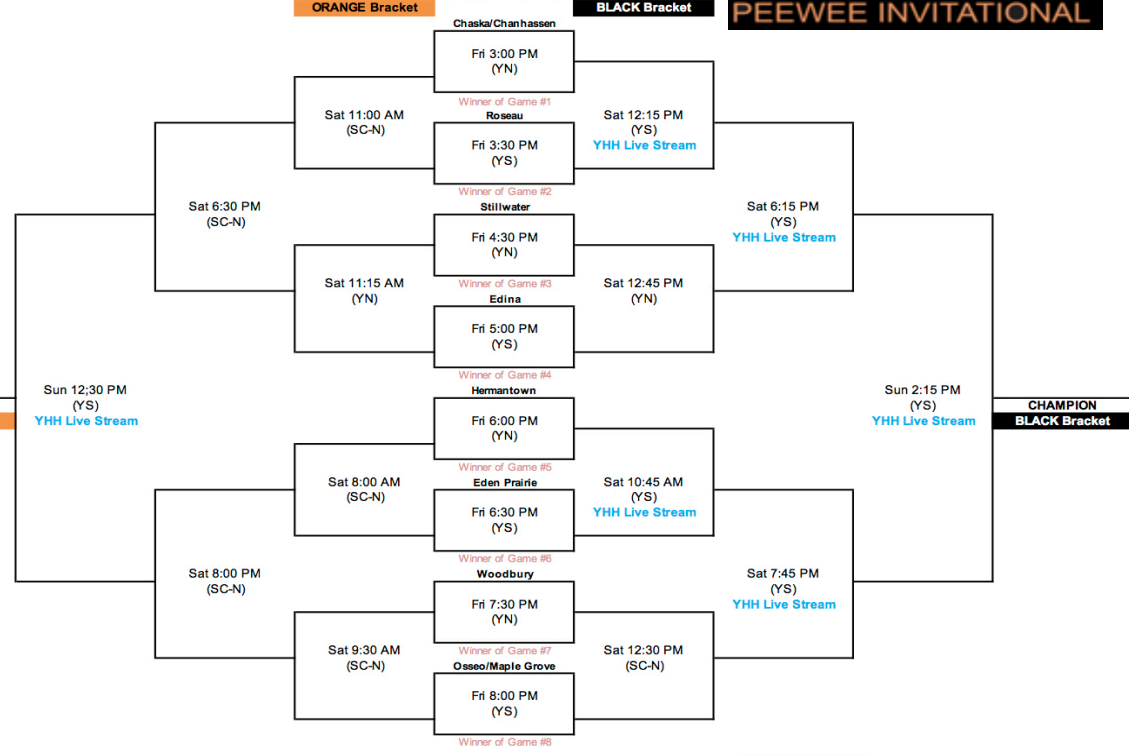 ORANGE Bracket
BLACK Bracket
PEEWEE INVITATIONAL
Chaska/Chanhassen
Fri 3:00 PM
(YN)
Winner of Game #1
Sat 11:00 AM
(SC-N)
Sat 12:15 PM
(YS)
YHH Live Stream
Roseau
Fri 3:30 PM
(YS)
Winner of Game #2
Sat 6:30 PM
(SC-N)
Sat 6:15 PM
(YS)
YHH Live Stream
Stillwater
Fri 4:30 PM
(YN)
Winner of Game #3
Sat 11:15 AM
(YN)
Sat 12:45 PM
(YN)
Edina
Fri 5:00 PM
(YS)
Winner of Game #4
Sun 12;30 PM
(YS)
YHH Live Stream
Sun 2:15 PM
(YS)
YHH Live Stream
CHAMPION
BLACK Bracket
Hermantown
Fri 6:00 PM
(YN)
Winner of Game #5
Sat 8:00 AM
(SC-N)
Sat 10:45 AM
(YS)
YHH Live Stream
Eden Prairie
Fri 6:30 PM
(YS)
Winner of Game #6
Sat 8:00 PM
(SC-N)
Sat 7:45 PM
(YS)
YHH Live Stream
Woodbury
Fri 7:30 PM
(YN)
Winner of Game #7
Sat 9:30 AM
(SC-N)
Sat 12:30 PM
(SC-N)
Osseo/Maple Grove
Fri 8:00 PM
(YS)
Winner of Game #8